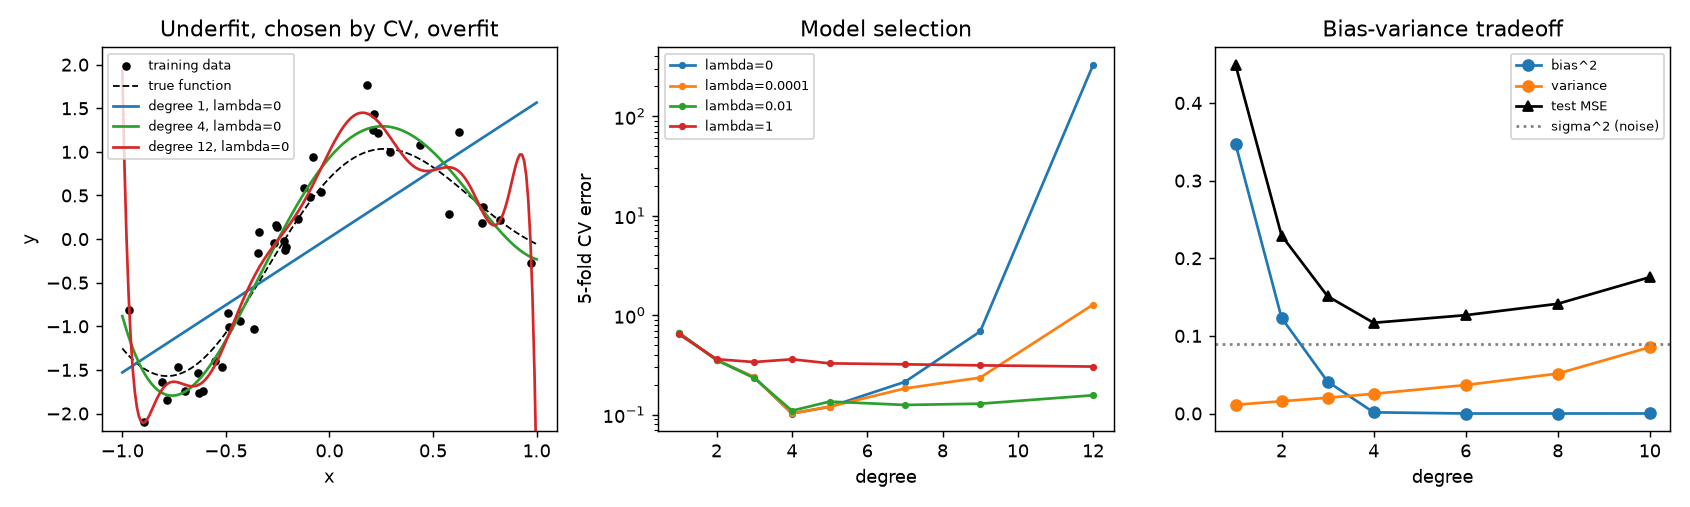 Underfit, chosen by CV, overfit
training data
true function
degree 1, lambda=0
degree 4, lambda=0
degree 12, lambda=0
2.0
1.5
1.0
0.5
0.0
−0.5
−1.0
−1.5
−2.0
y
−1.0
−0.5
0.0
0.5
1.0
x
Model selection
lambda=0
lambda=0.0001
lambda=0.01
lambda=1
10²
10¹
10⁰
10⁻¹
5-fold CV error
2
4
6
8
10
12
degree
Bias-variance tradeoff
bias^2
variance
test MSE
sigma^2 (noise)
0.4
0.3
0.2
0.1
0.0
2
4
6
8
10
degree